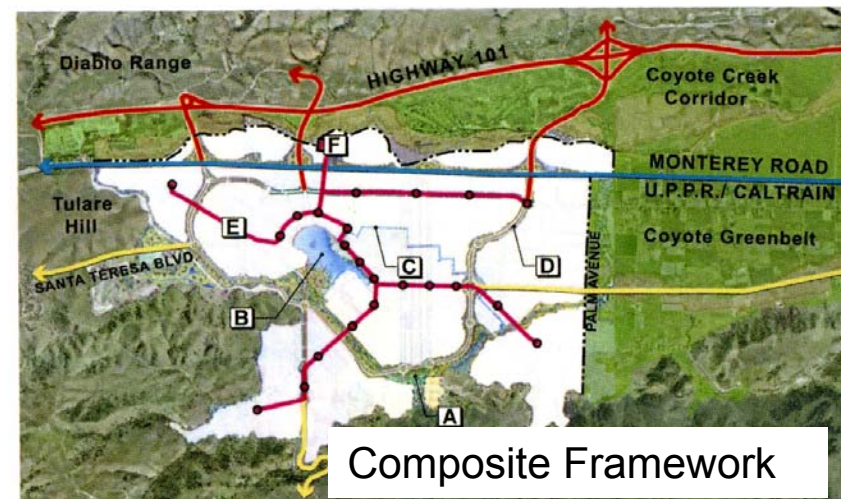 Diablo Range
HIGHWAY 101
Coyote Creek
Corridor
F
MONTEREY ROAD
U.P.P.R./ CALTRAIN
Tulare
Hill
E
C
D
Coyote Greenbelt
SANTA TERESA BLVD.
B
PALM AVENUE
A
Composite Framework